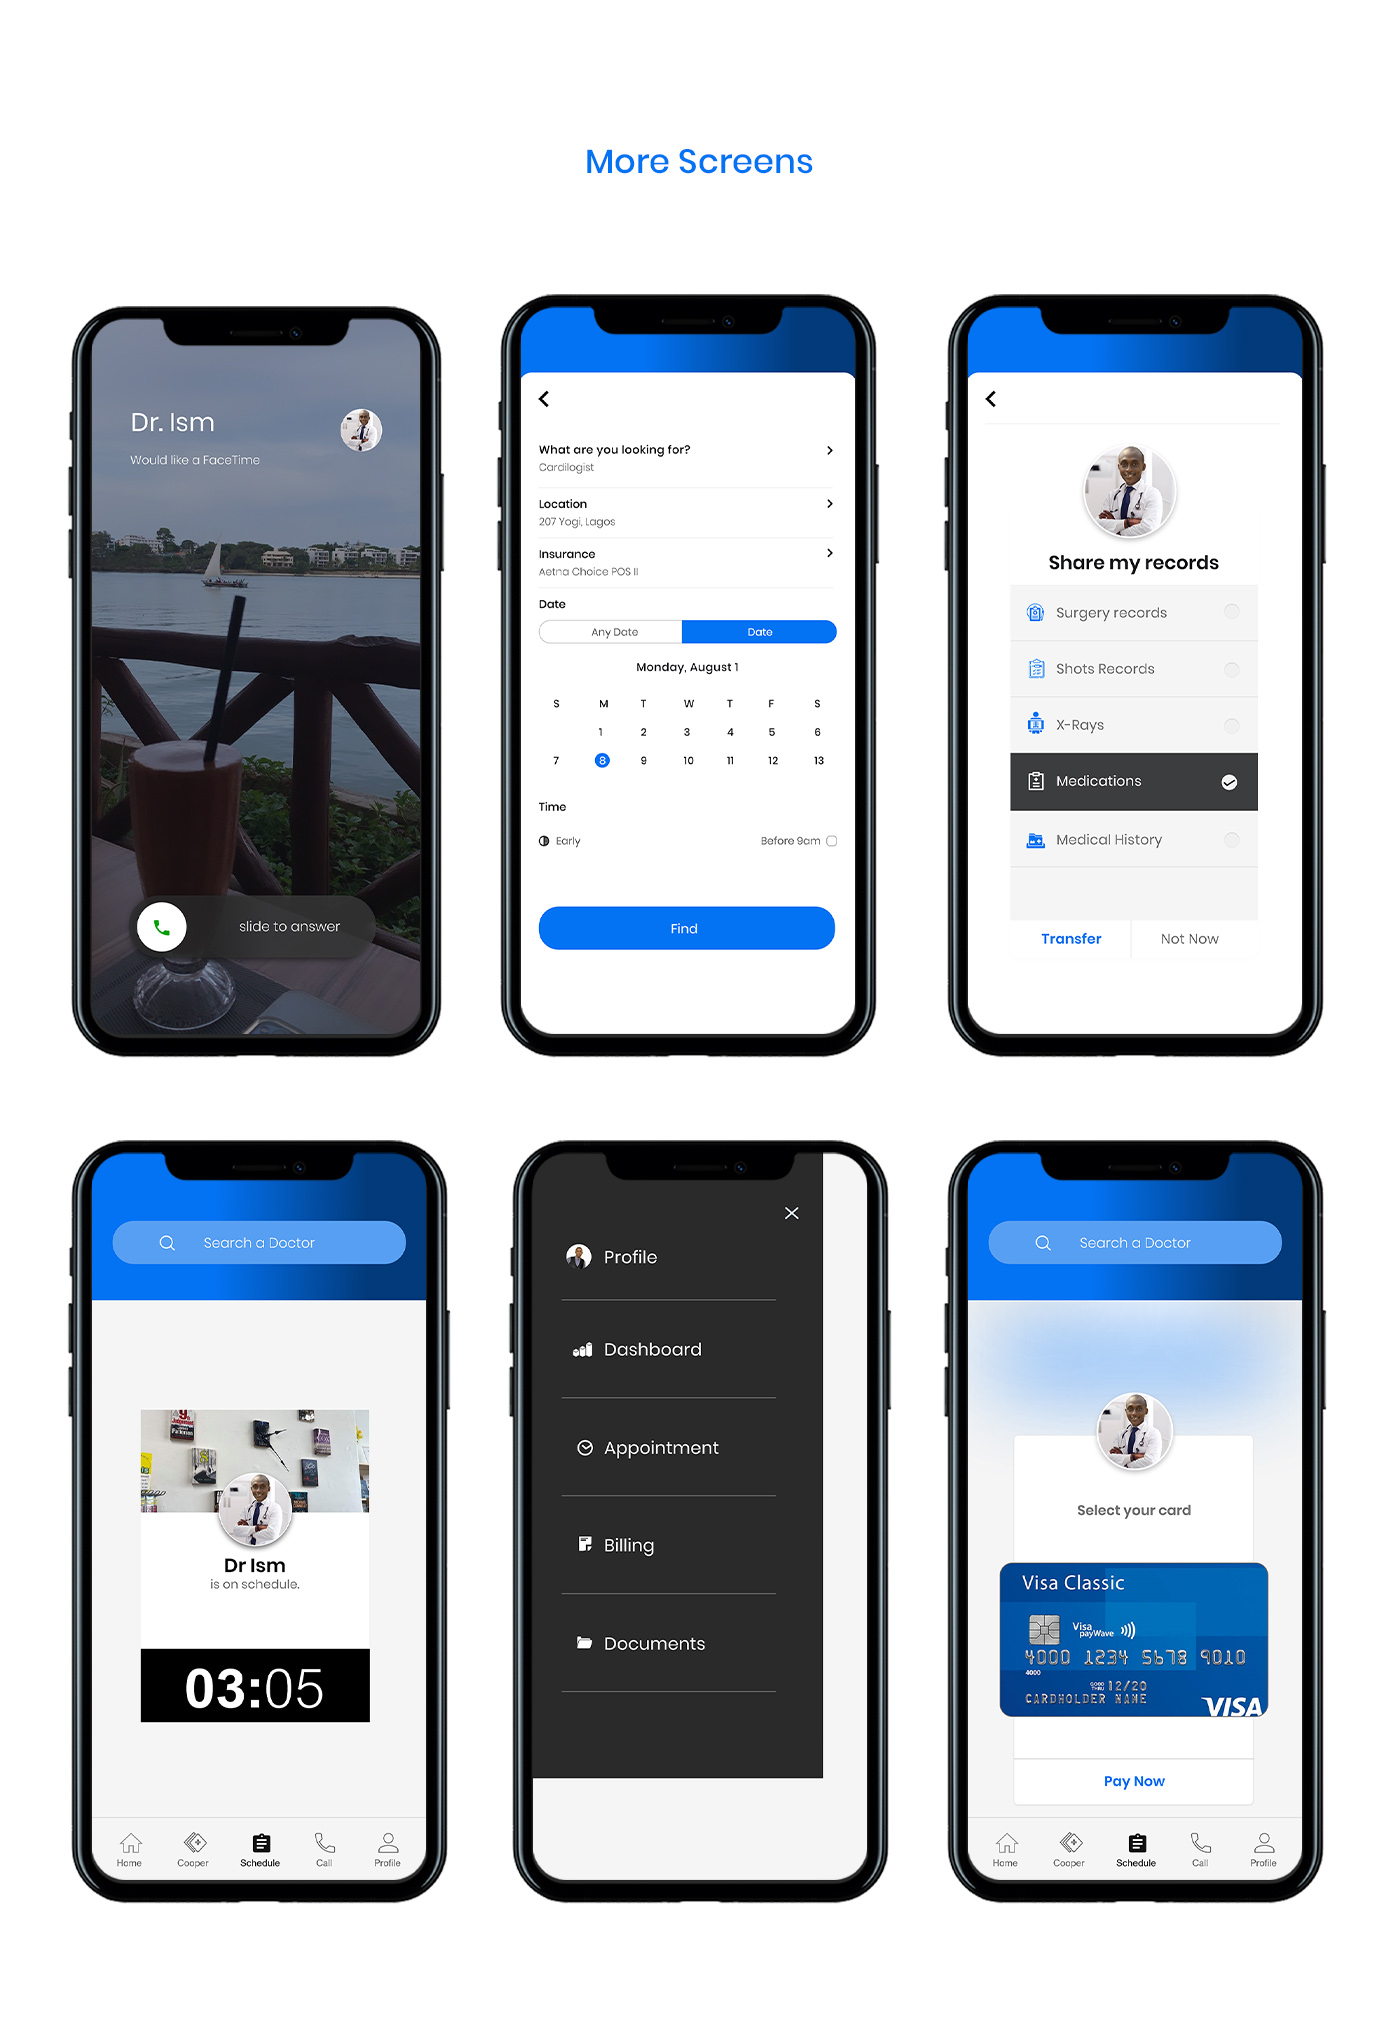 More Screens
Dr. Ism
Would like a FaceTime
slide to answer
What are you looking for?
Cardilogist
Location
207 Yogi, Lagos
Insurance
Aetna Choice POS II
Date
Any Date Date
Monday, August 1
S M T W T F S
1 2 3 4 5 6
7 8 9 10 11 12 13
Time
Early Before 9am
Find
Share my records
Surgery records
Shots Records
X-Rays
Medications
Medical History
Transfer Not Now
Search a Doctor
Dr Ism
is on schedule.
03:05
Home Cooper Schedule Call Profile
Profile
Dashboard
Appointment
Billing
Documents
Search a Doctor
Select your card
Visa Classic
Visa
payWave
4000 1234 5678 9010
4000
GOOD
THRU 12/20
CARDHOLDER NAME
VISA
Pay Now
Home Cooper Schedule Call Profile